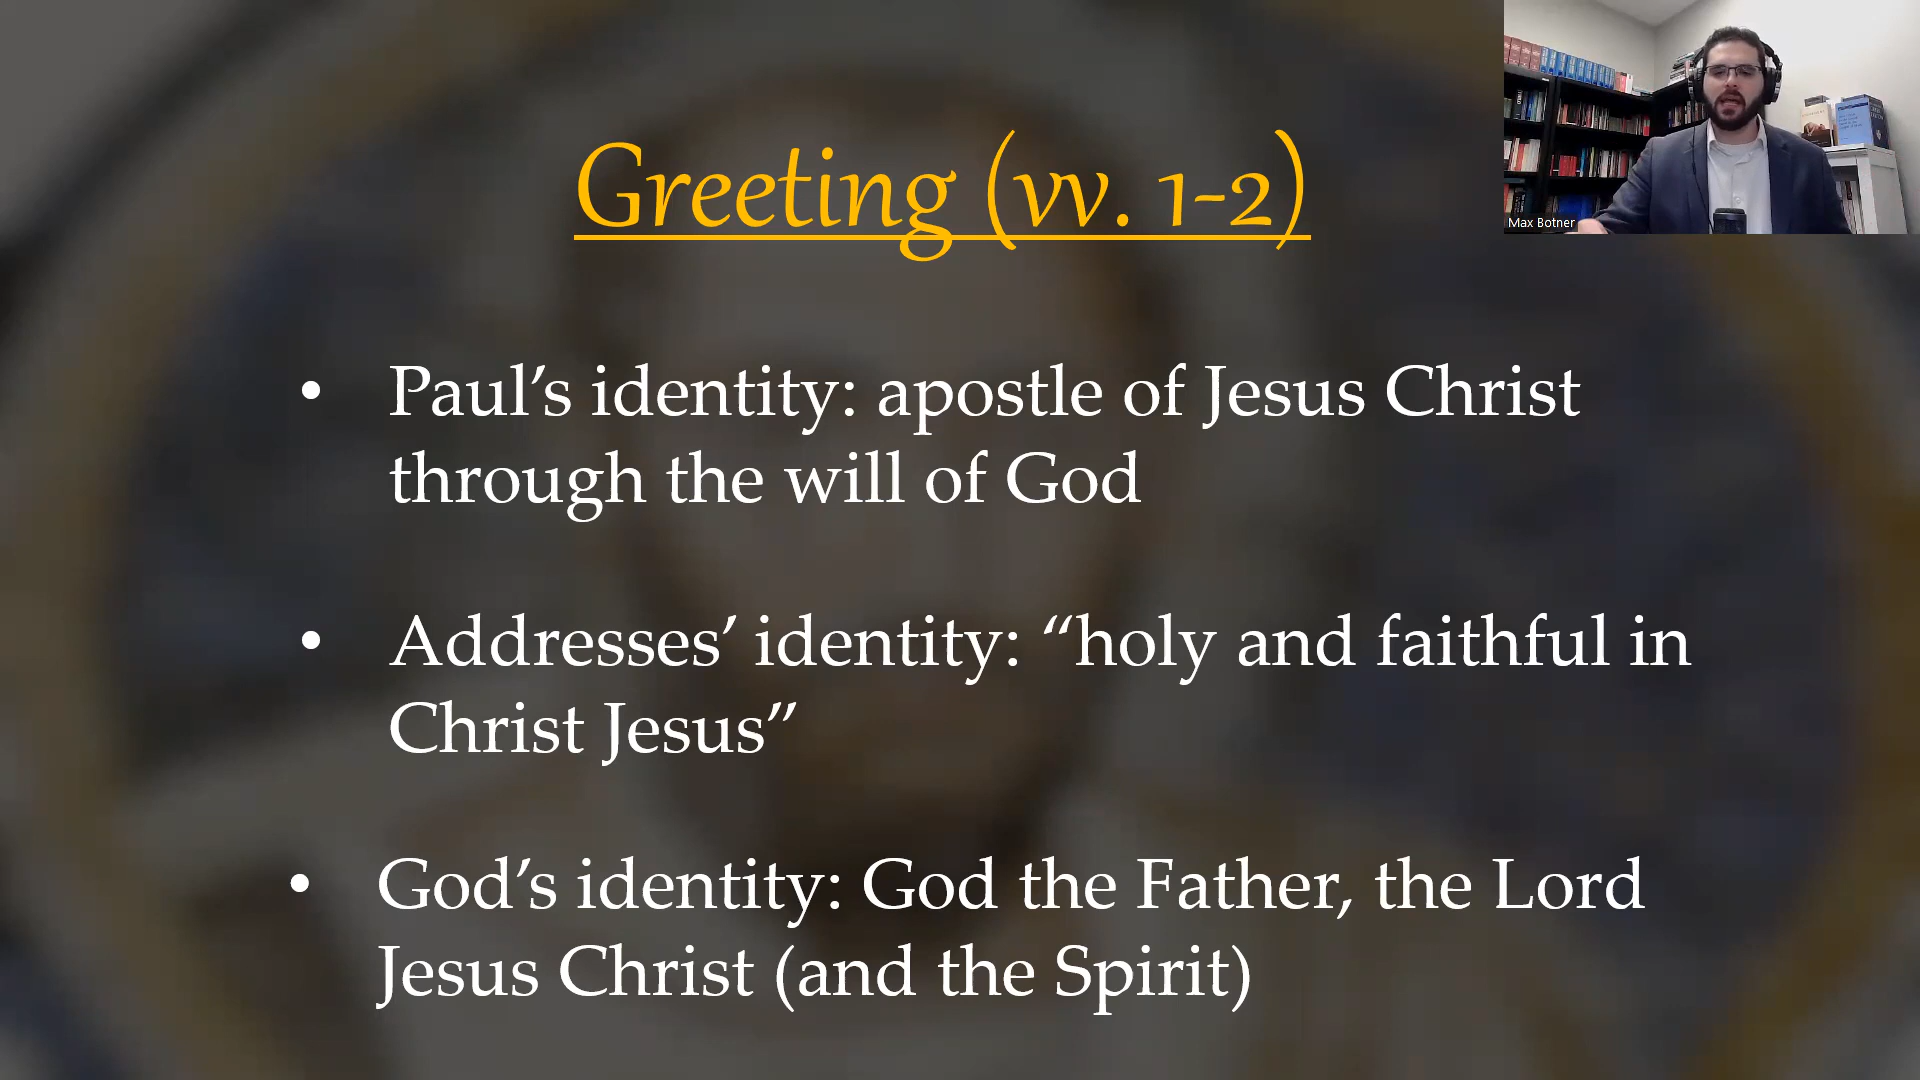 Greeting (vv. 1-2)
Max Botner
• Paul’s identity: apostle of Jesus Christ
through the will of God
• Addresses’ identity: “holy and faithful in
Christ Jesus”
• God’s identity: God the Father, the Lord
Jesus Christ (and the Spirit)